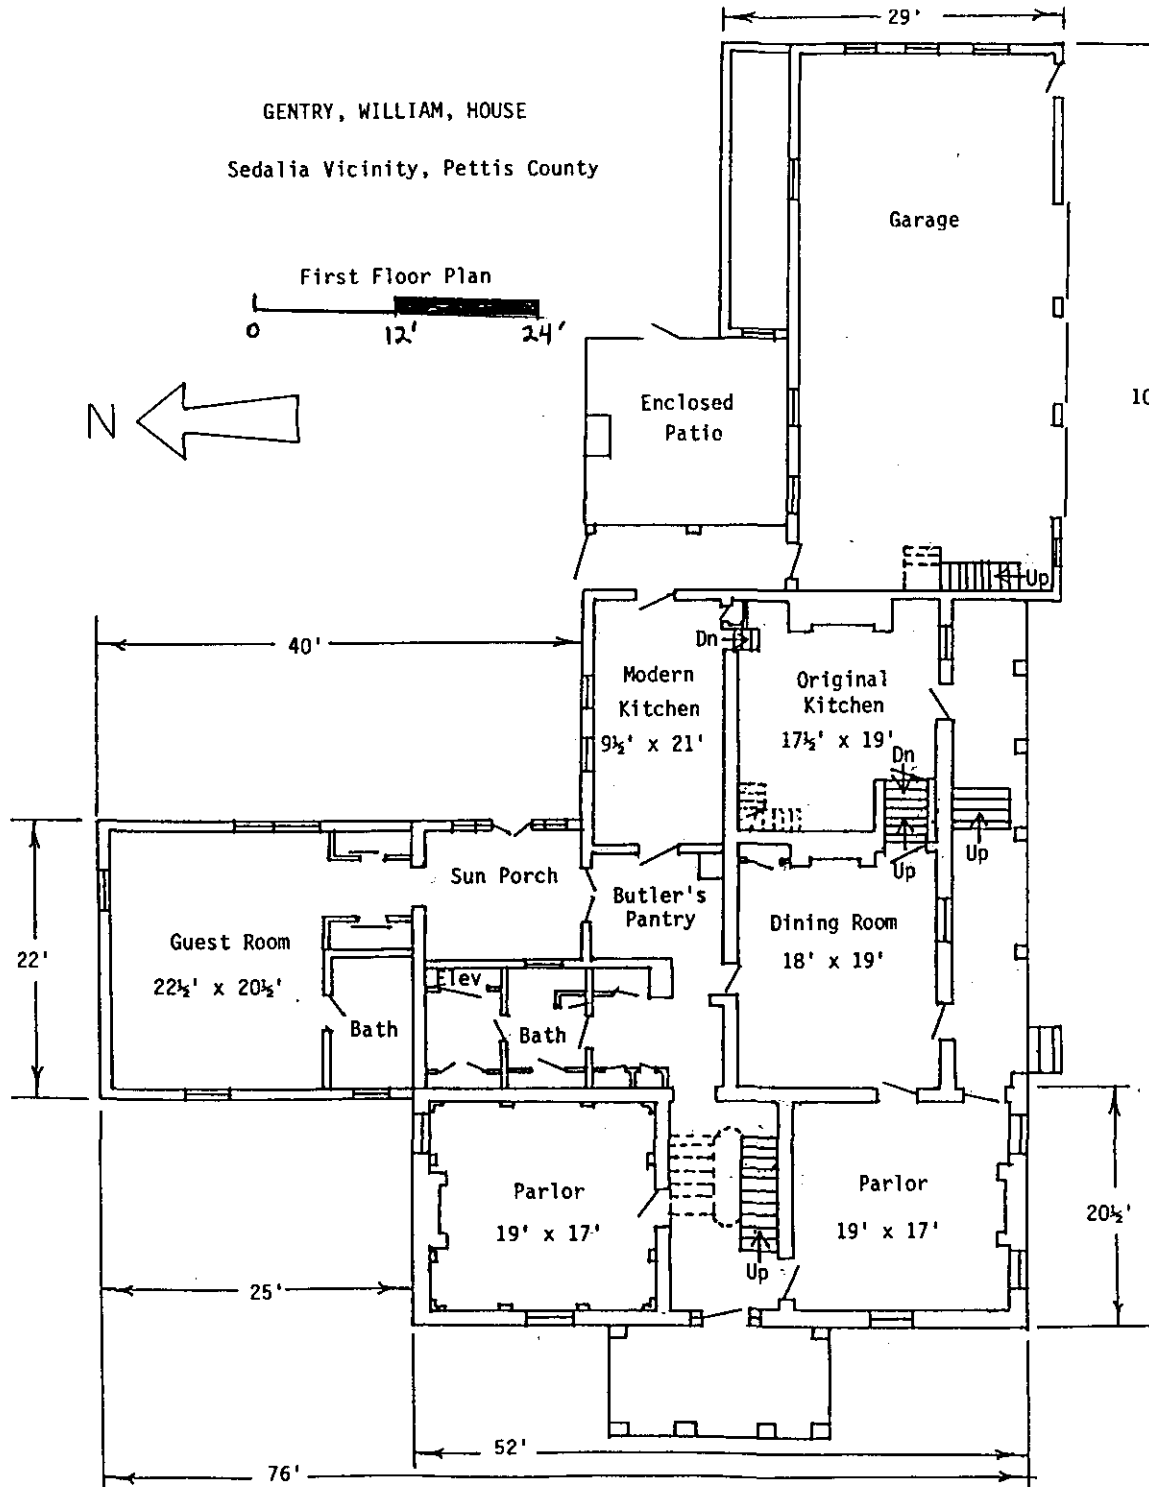 29'
GENTRY, WILLIAM, HOUSE
Sedalia Vicinity, Pettis County
Garage
First Floor Plan
0 12' 24'
N
Enclosed
Patio
10
Up
40'
Dn
Modern
Kitchen
9½' x 21'
Original
Kitchen
17½' x 19'
Dn
Up
Up
Sun Porch
Butler's
Pantry
Dining Room
18' x 19'
22'
Guest Room
22½' x 20½'
Elev
Bath
Bath
Parlor
19' x 17'
Parlor
19' x 17'
20½'
Up
25'
52'
76'